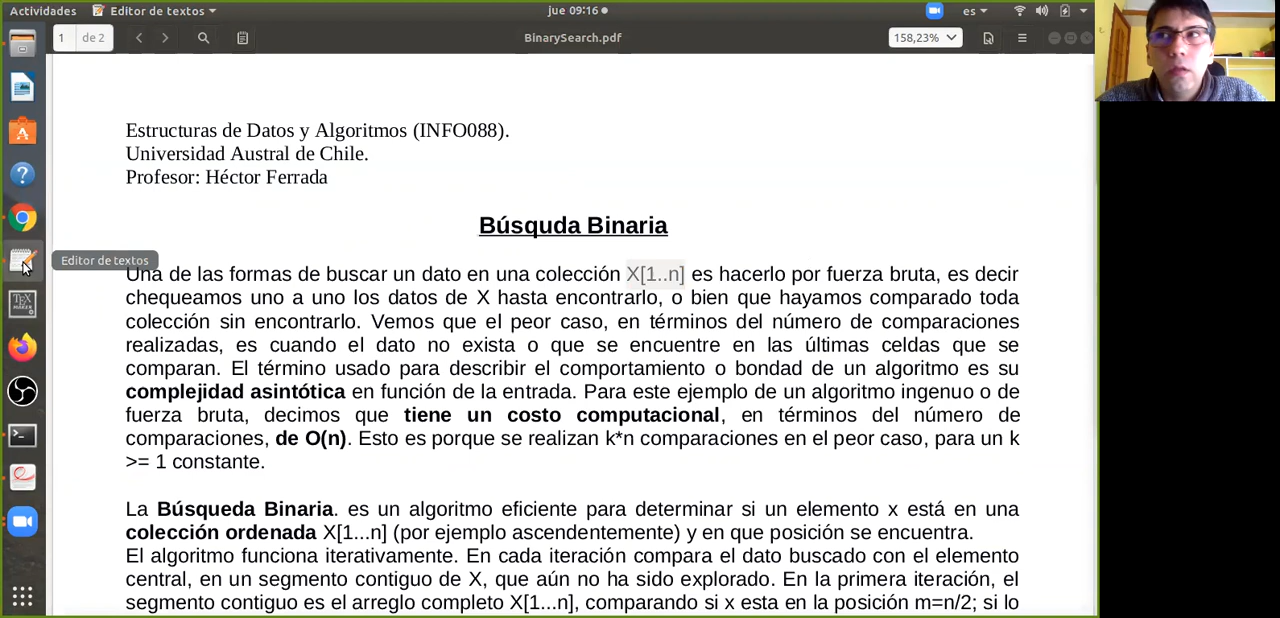 Actividades
Editor de textos
jue 09:16
es
1
de 2
BinarySearch.pdf
158,23%
Estructuras de Datos y Algoritmos (INFO088).
Universidad Austral de Chile.
Profesor: Héctor Ferrada
Búsquda Binaria
Editor de textos
Una de las formas de buscar un dato en una colección X[1..n] es hacerlo por fuerza bruta, es decir
chequeamos uno a uno los datos de X hasta encontrarlo, o bien que hayamos comparado toda
colección sin encontrarlo. Vemos que el peor caso, en términos del número de comparaciones
realizadas, es cuando el dato no exista o que se encuentre en las últimas celdas que se
comparan. El término usado para describir el comportamiento o bondad de un algoritmo es su
complejidad asintótica en función de la entrada. Para este ejemplo de un algoritmo ingenuo o de
fuerza bruta, decimos que tiene un costo computacional, en términos del número de
comparaciones, de O(n). Esto es porque se realizan k*n comparaciones en el peor caso, para un k
>= 1 constante.
La Búsqueda Binaria. es un algoritmo eficiente para determinar si un elemento x está en una
colección ordenada X[1...n] (por ejemplo ascendentemente) y en que posición se encuentra.
El algoritmo funciona iterativamente. En cada iteración compara el dato buscado con el elemento
central, en un segmento contiguo de X, que aún no ha sido explorado. En la primera iteración, el
segmento contiguo es el arreglo completo X[1...n], comparando si x esta en la posición m=n/2; si lo